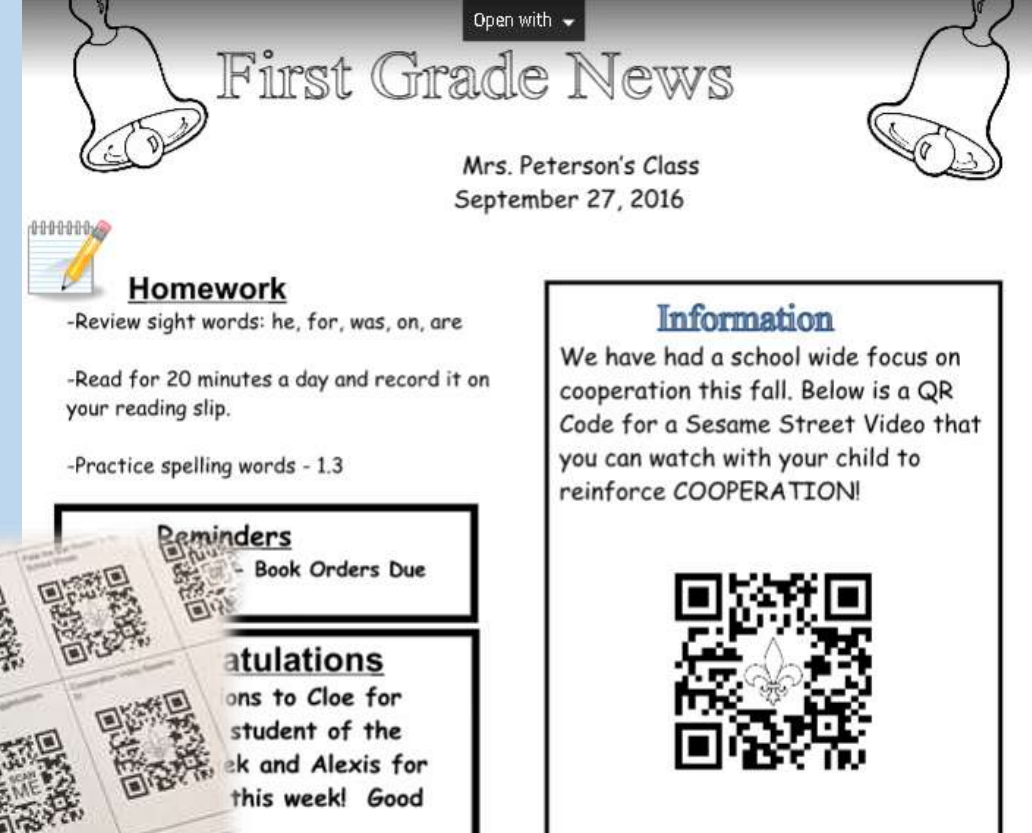 Open with
First Grade News
Mrs. Peterson's Class
September 27, 2016
Homework
-Review sight words: he, for, was, on, are
-Read for 20 minutes a day and record it on
your reading slip.
-Practice spelling words - 1.3
Reminders
- Book Orders Due
atulations
ons to Cloe for
student of the
ek and Alexis for
this week! Good
Information
We have had a school wide focus on
cooperation this fall. Below is a QR
Code for a Sesame Street Video that
you can watch with your child to
reinforce COOPERATION!
SCAN
ME